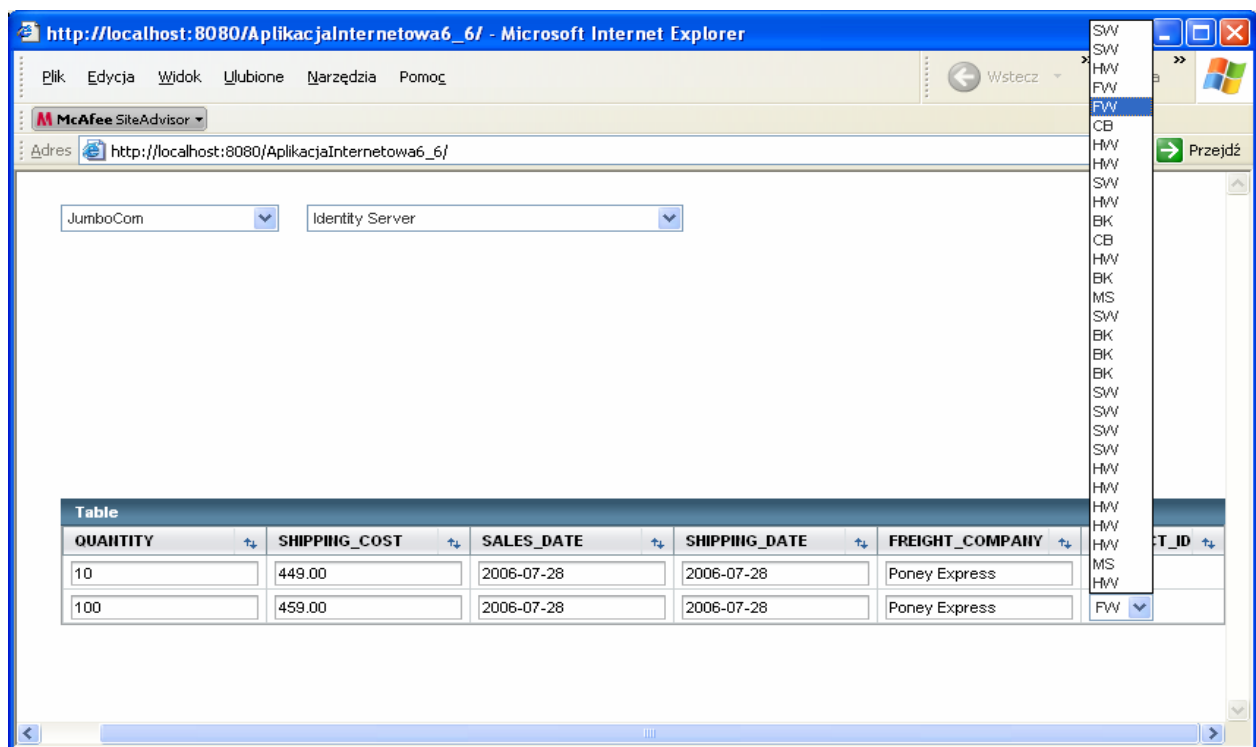 http://localhost:8080/AplikacjaInternetowa6_6/ - Microsoft Internet Explorer
Plik Edycja Widok Ulubione Narzędzia Pomoc Wstecz
McAfee SiteAdvisor
Adres http://localhost:8080/AplikacjaInternetowa6_6/ Przejdź
JumboCom Identity Server
SW
SW
HW
FW
FW
CB
HW
HW
SW
HW
BK
CB
HW
BK
MS
SW
BK
BK
BK
SW
SW
SW
SW
HW
HW
HW
HW
HW
MS
HW
Table
QUANTITY SHIPPING_COST SALES_DATE SHIPPING_DATE FREIGHT_COMPANY CT_ID
10 449.00 2006-07-28 2006-07-28 Poney Express
100 459.00 2006-07-28 2006-07-28 Poney Express FW